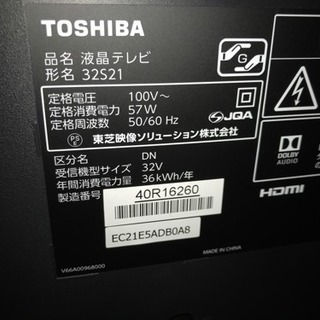 TOSHIBA
品名 液晶テレビ
形名 32S21
定格電圧 100V～
定格消費電力 57W
定格周波数 50/60 Hz
PS
E
JQA
G
東芝映像ソリューション株式会社
区分名 DN
受信機型サイズ 32V
年間消費電力量 36kWh/年
製造番号
40R16260
EC21E5ADB0A8
DOLBY
AUDIO
HDMI
V66A00968000
MADE IN CHINA